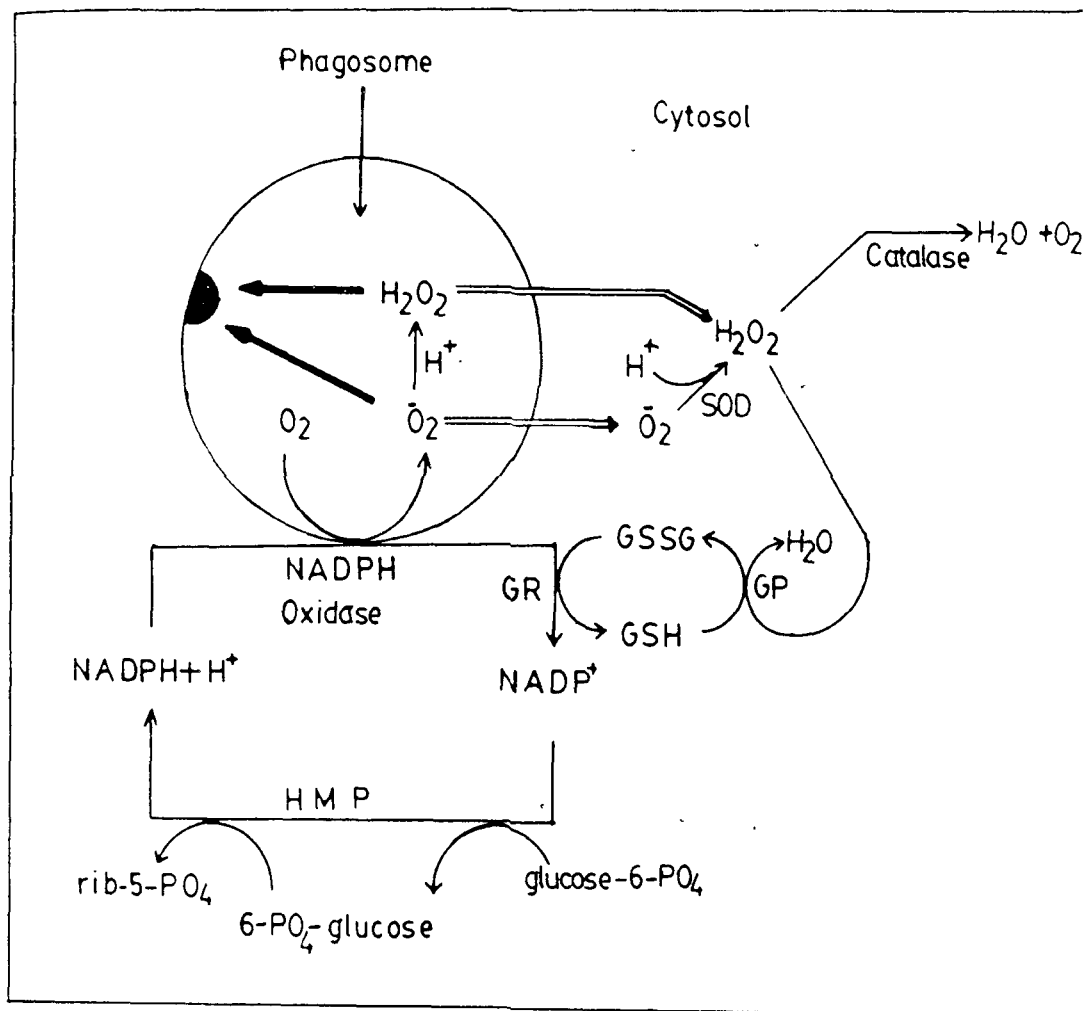 Phagosome
Cytosol
H₂O + O₂
Catalase
H₂O₂
H₂O₂
H⁺
H⁺
SOD
O₂
Ō₂
Ō₂
GSSG
H₂O
NADPH
Oxidase
GR
GP
GSH
NADPH + H⁺
NADP⁺
HMP
rib-5-PO₄
glucose-6-PO₄
6-PO₄-glucose